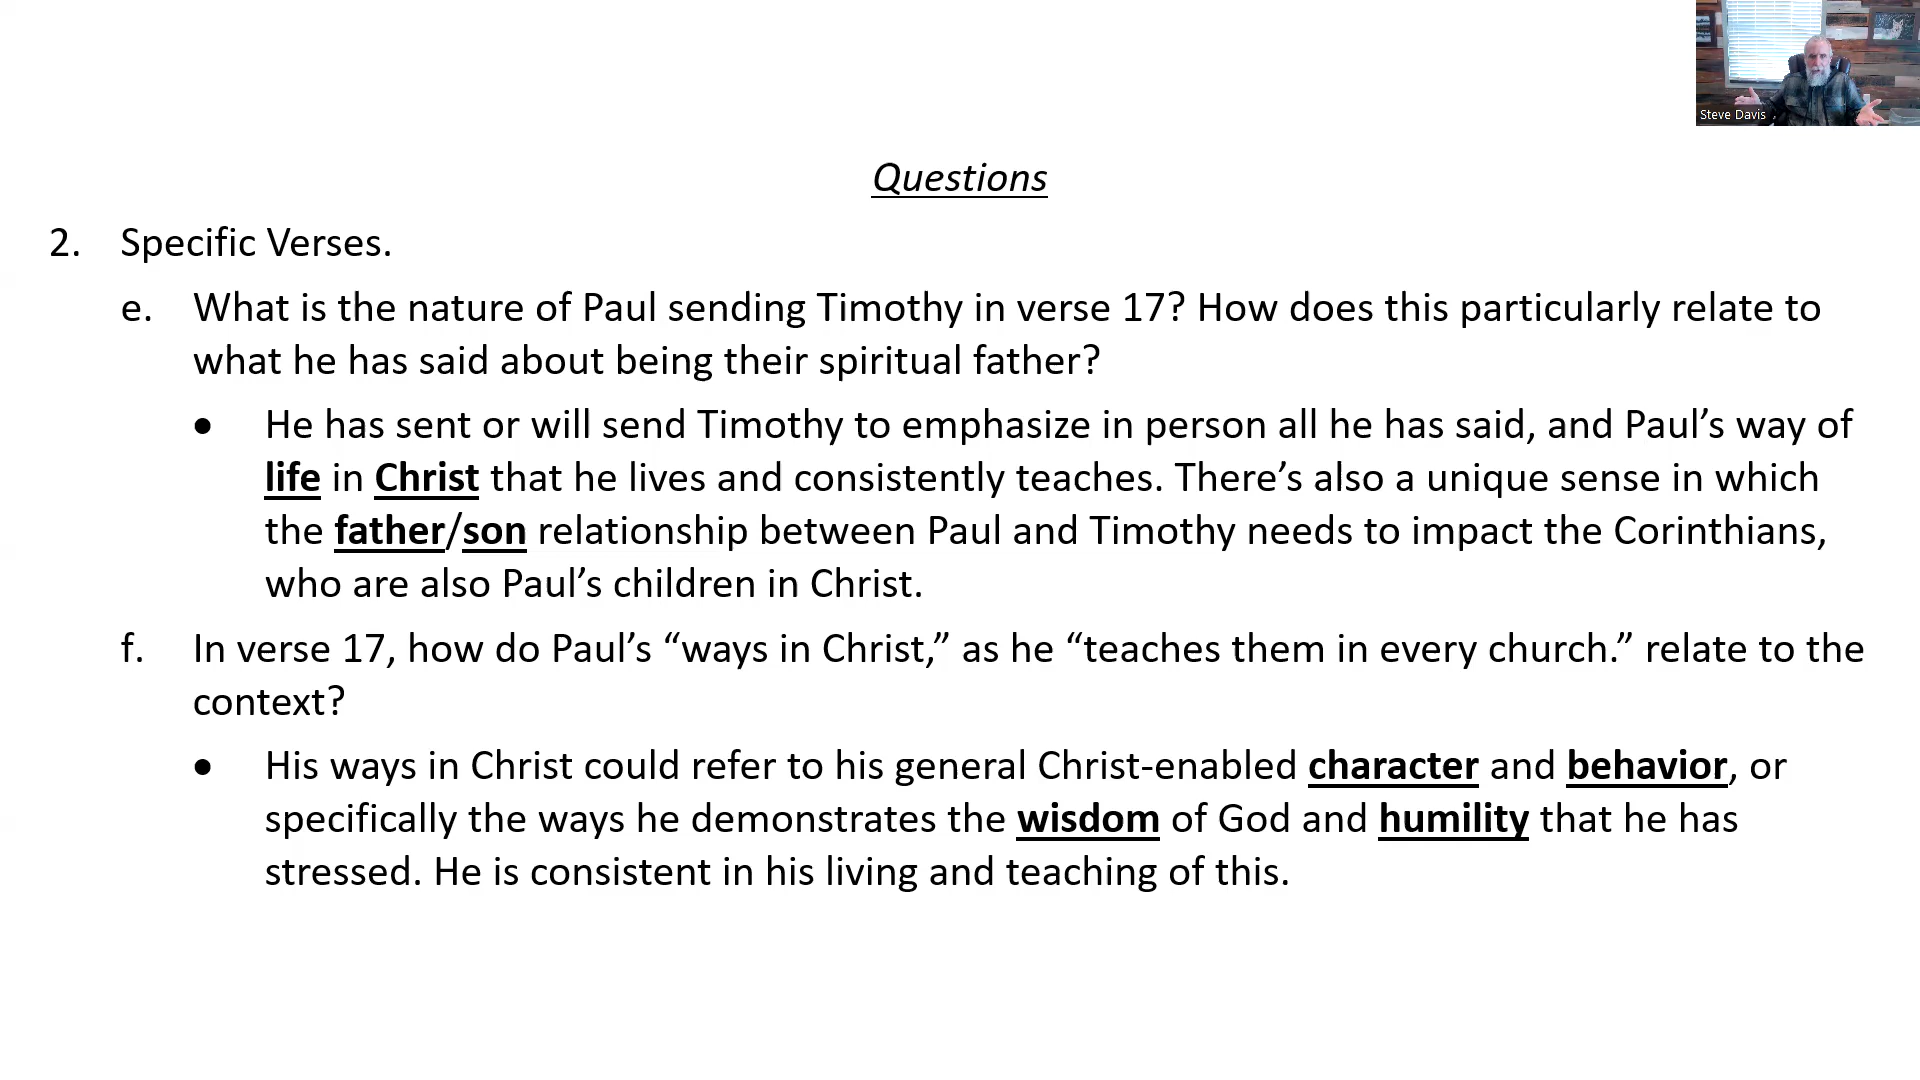 Steve Davis
Questions
2. Specific Verses.
e. What is the nature of Paul sending Timothy in verse 17? How does this particularly relate to
what he has said about being their spiritual father?
• He has sent or will send Timothy to emphasize in person all he has said, and Paul’s way of
life in Christ that he lives and consistently teaches. There’s also a unique sense in which
the father/son relationship between Paul and Timothy needs to impact the Corinthians,
who are also Paul’s children in Christ.
f. In verse 17, how do Paul’s “ways in Christ,” as he “teaches them in every church.” relate to the
context?
• His ways in Christ could refer to his general Christ-enabled character and behavior, or
specifically the ways he demonstrates the wisdom of God and humility that he has
stressed. He is consistent in his living and teaching of this.